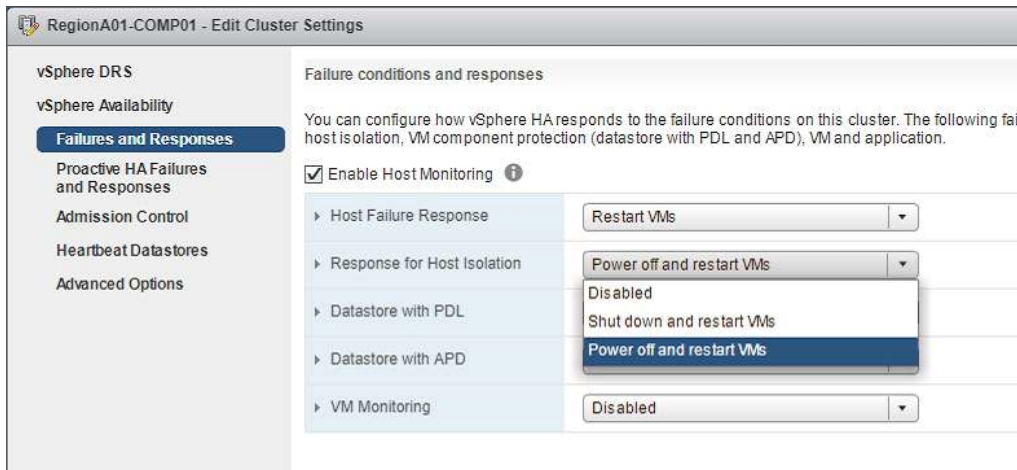 RegionA01-COMP01 - Edit Cluster Settings
vSphere DRS
vSphere Availability
Failures and Responses
Proactive HA Failures
and Responses
Admission Control
Heartbeat Datastores
Advanced Options
Failure conditions and responses
You can configure how vSphere HA responds to the failure conditions on this cluster. The following
host isolation, VM component protection (datastore with PDL and APD), VM and application.
Enable Host Monitoring
Host Failure Response
Restart VMs
Response for Host Isolation
Power off and restart VMs
Disabled
Shut down and restart VMs
Power off and restart VMs
Datastore with PDL
Datastore with APD
VM Monitoring
Disabled